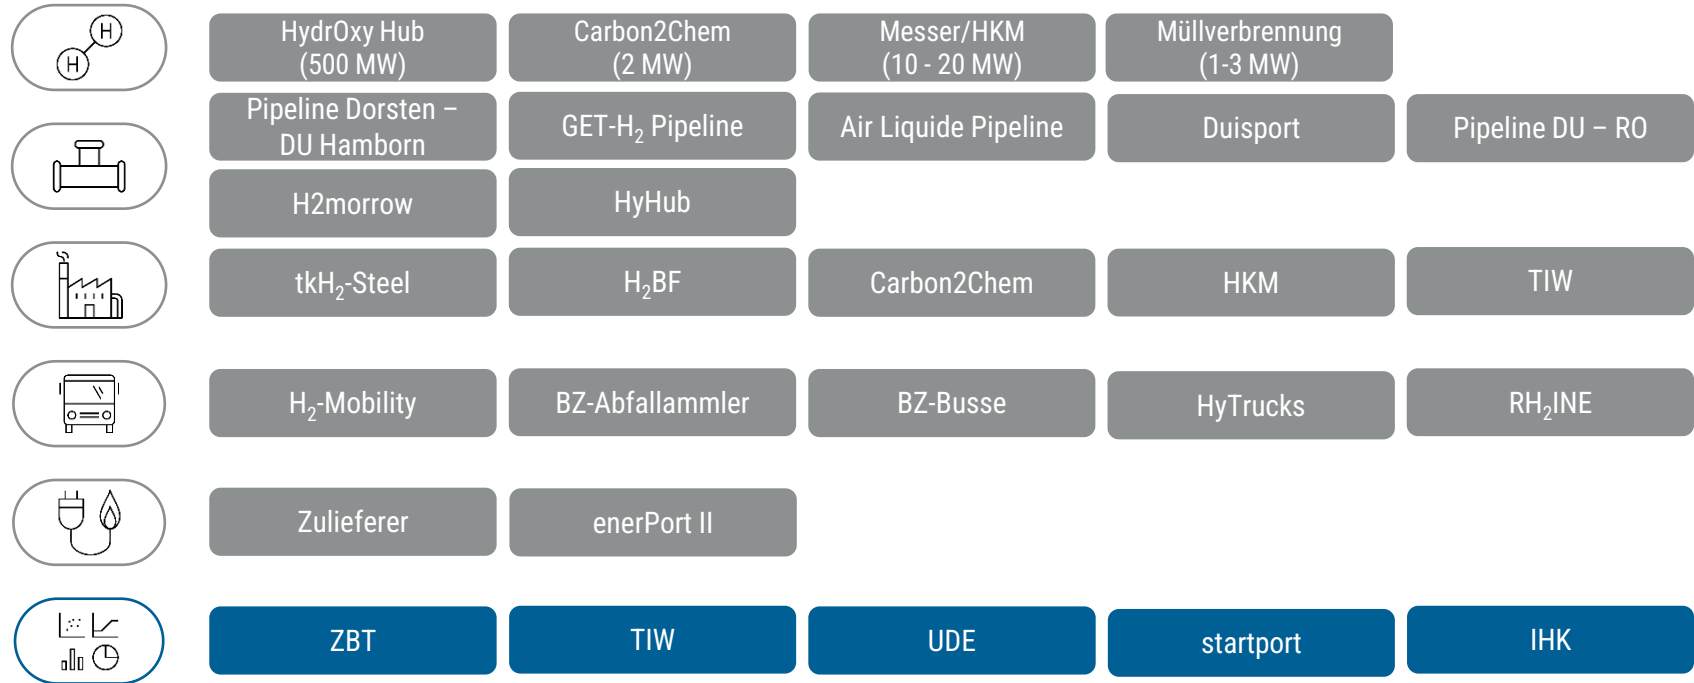 H
H
HydrOxy Hub
(500 MW)
Carbon2Chem
(2 MW)
Messer/HKM
(10 - 20 MW)
Müllverbrennung
(1-3 MW)
Pipeline Dorsten –
DU Hamborn
GET-H₂ Pipeline
Air Liquide Pipeline
Duisport
Pipeline DU – RO
H2morrow
HyHub
tkH₂-Steel
H₂BF
Carbon2Chem
HKM
TIW
H₂-Mobility
BZ-Abfallammler
BZ-Busse
HyTrucks
RH₂INE
Zulieferer
enerPort II
ZBT
TIW
UDE
startport
IHK